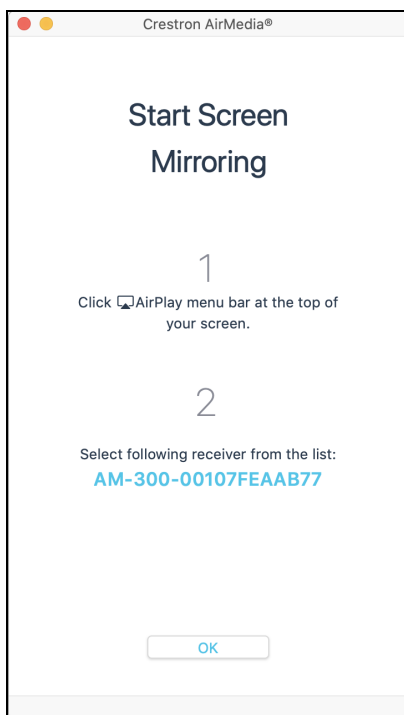 Crestron AirMedia®
Start Screen
Mirroring
1
Click AirPlay menu bar at the top of
your screen.
2
Select following receiver from the list:
AM-300-00107FEAAB77
OK